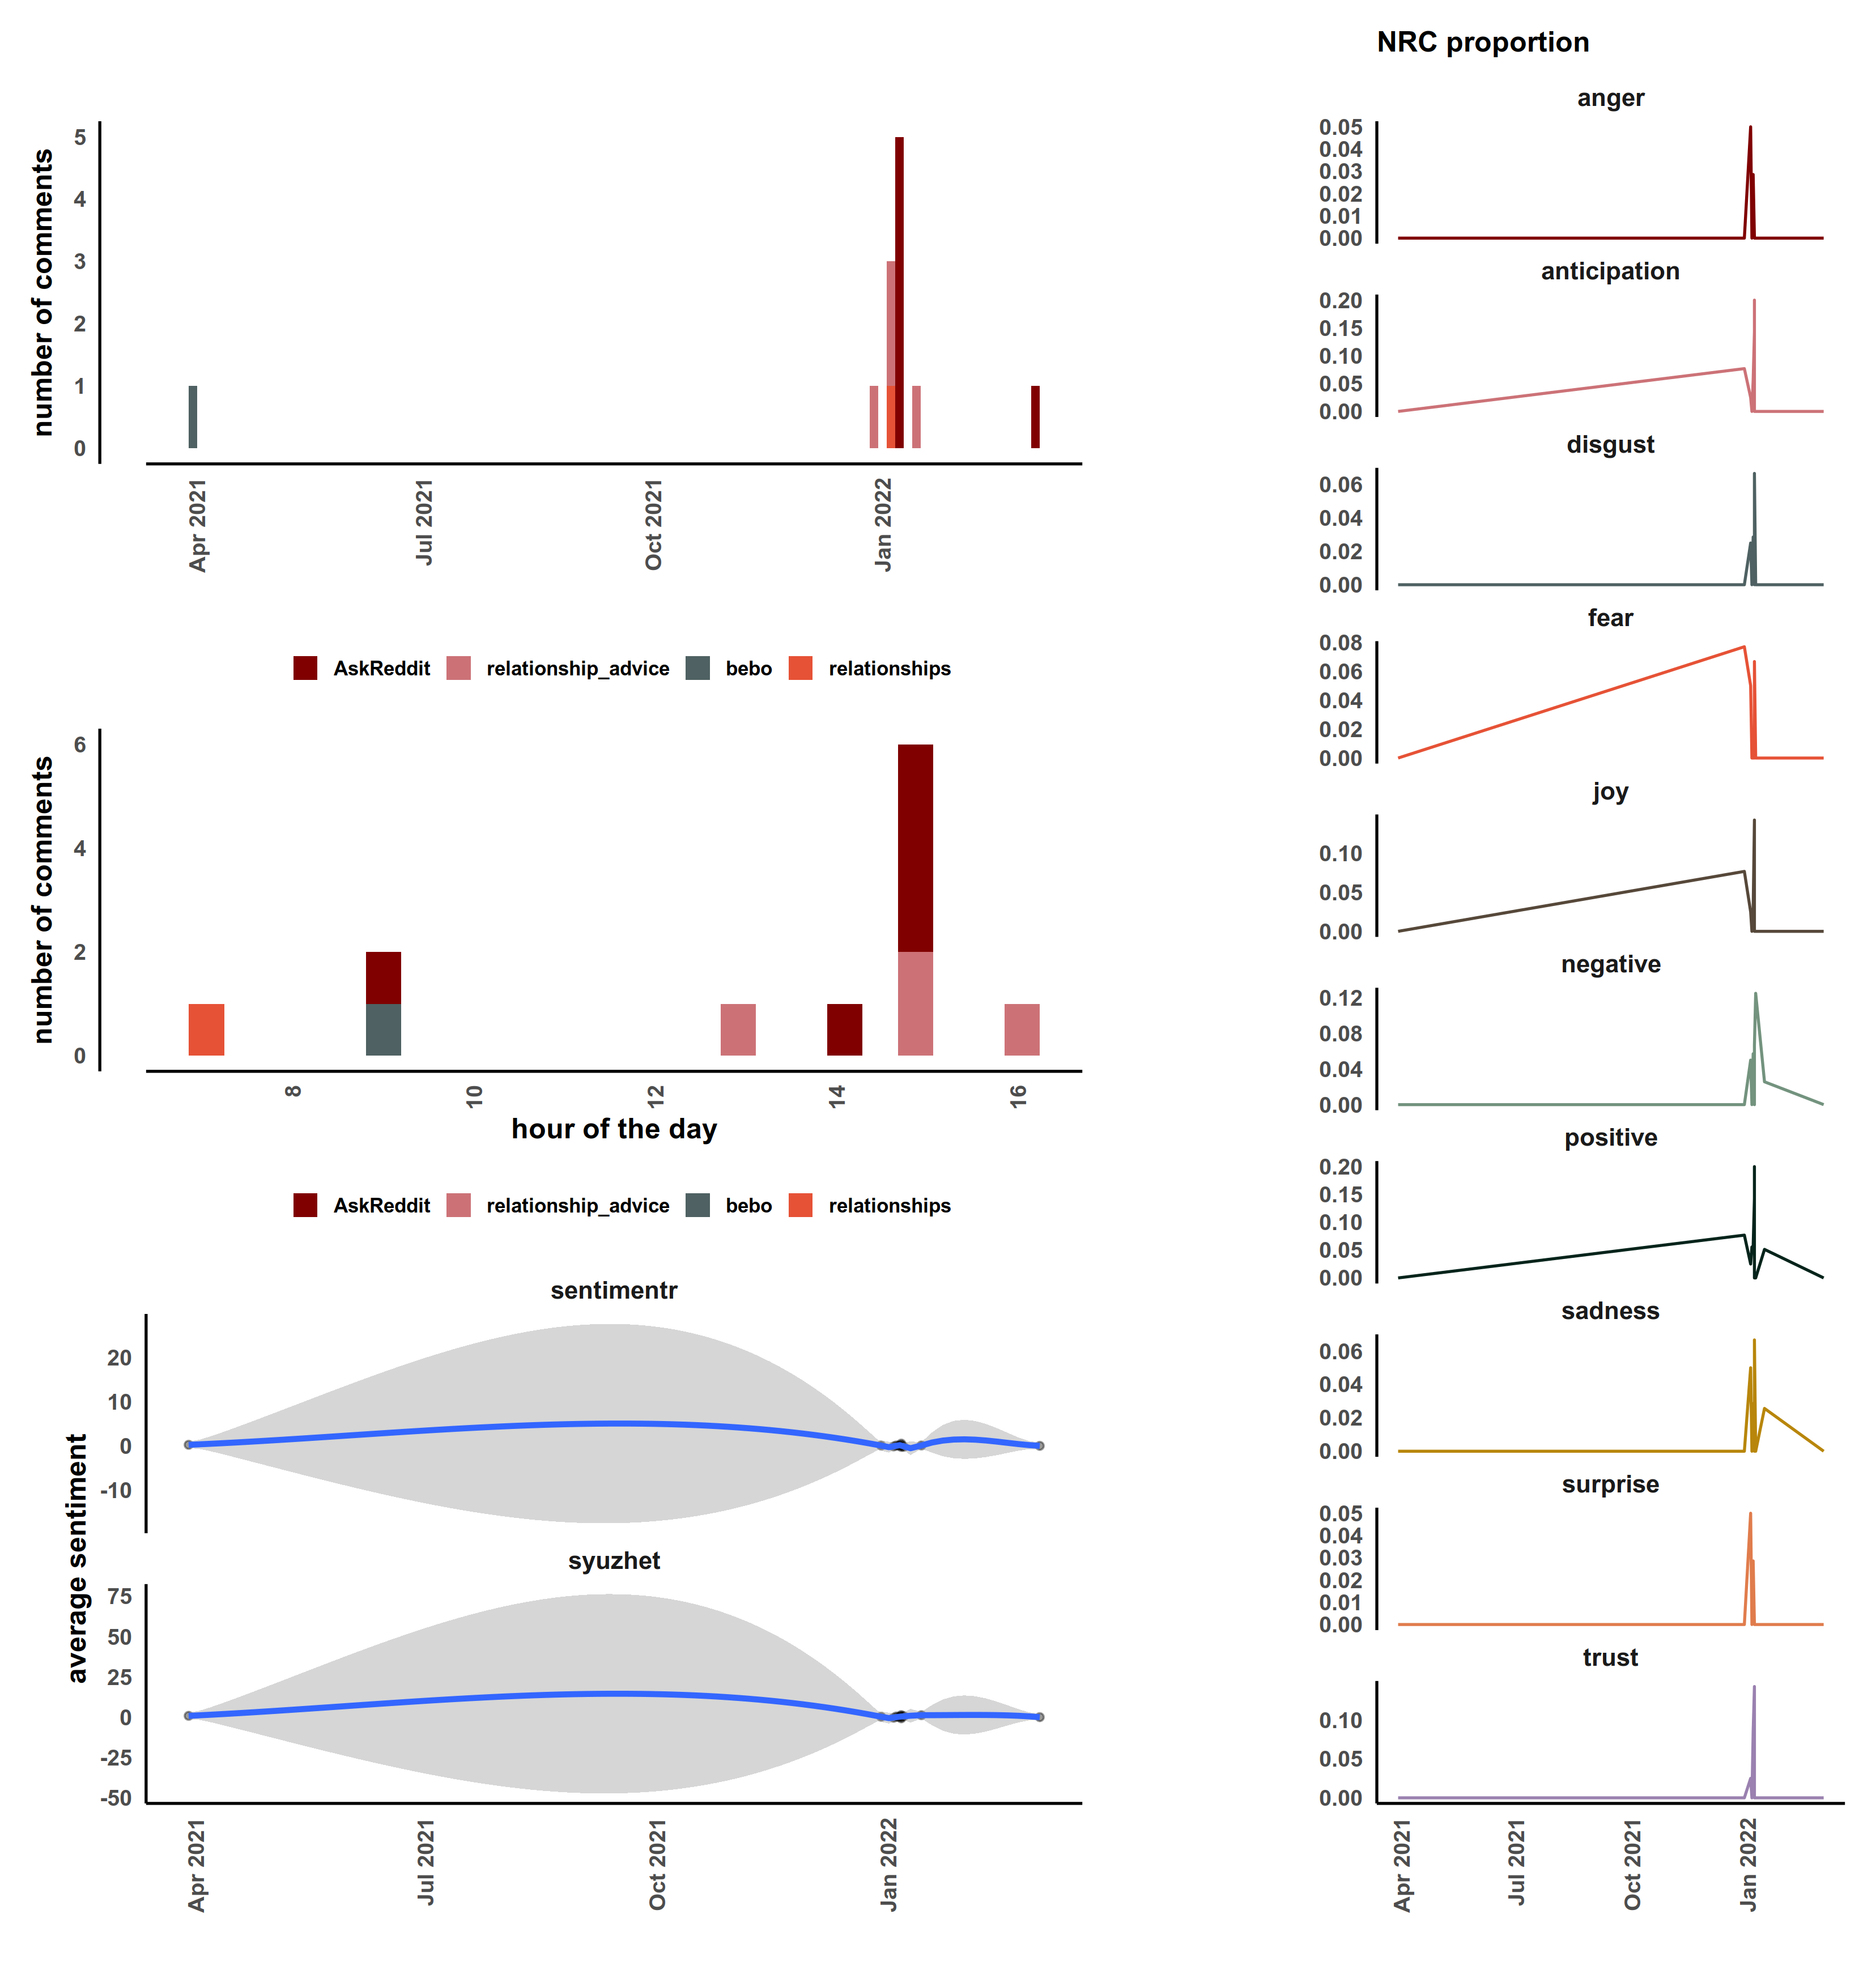 number of comments
5
4
3
2
1
0
Apr 2021
Jul 2021
Oct 2021
Jan 2022
AskReddit relationship_advice bebo relationships
number of comments
6
4
2
0
8
10
12
14
16
hour of the day
AskReddit relationship_advice bebo relationships
average sentiment
sentimentr
20
10
0
-10
syuzhet
75
50
25
0
-25
-50
Apr 2021
Jul 2021
Oct 2021
Jan 2022
NRC proportion
anger
0.05
0.04
0.03
0.02
0.01
0.00
anticipation
0.20
0.15
0.10
0.05
0.00
disgust
0.06
0.04
0.02
0.00
fear
0.08
0.06
0.04
0.02
0.00
joy
0.10
0.05
0.00
negative
0.12
0.08
0.04
0.00
positive
0.20
0.15
0.10
0.05
0.00
sadness
0.06
0.04
0.02
0.00
surprise
0.05
0.04
0.03
0.02
0.01
0.00
trust
0.10
0.05
0.00
Apr 2021
Jul 2021
Oct 2021
Jan 2022